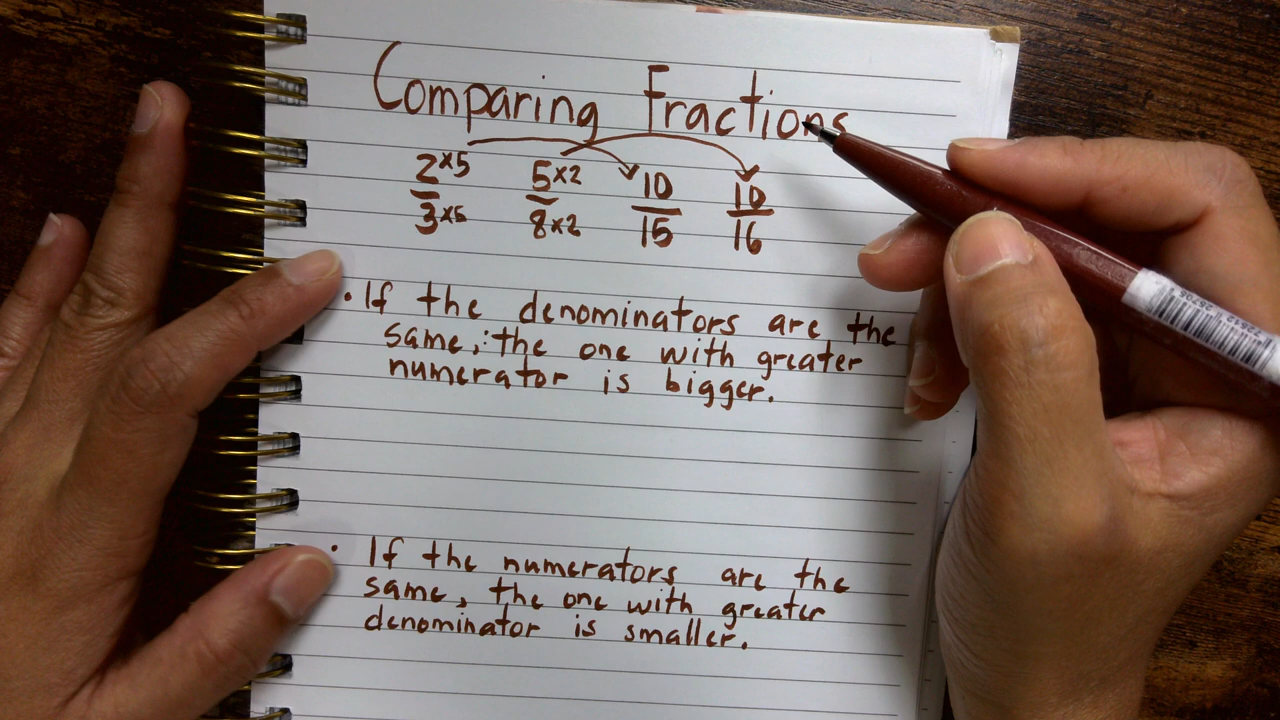 Comparing Fractions
2×5 5×2 10 10
3×5 8×2 15 16
• If the denominators are the
same, the one with greater
numerator is bigger.
• If the numerators are the
same, the one with greater
denominator is smaller.